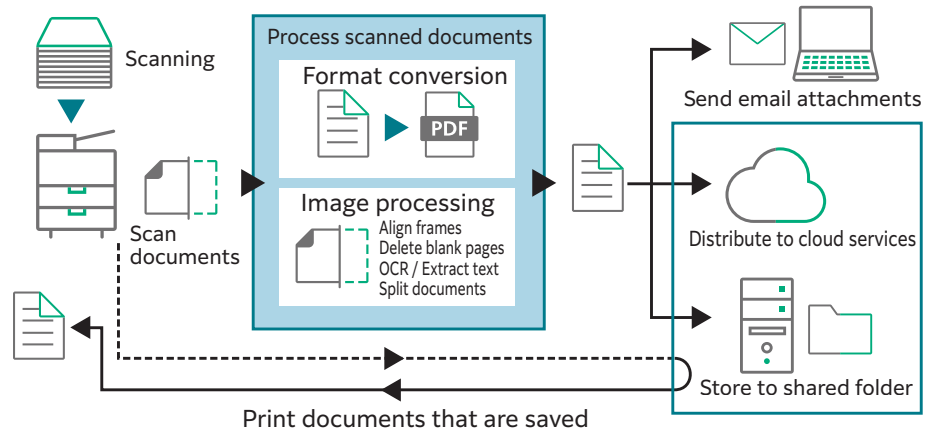 Scanning
Scan
documents
Process scanned documents
Format conversion
PDF
Image processing
Align frames
Delete blank pages
OCR / Extract text
Split documents
Send email attachments
Distribute to cloud services
Store to shared folder
Print documents that are saved